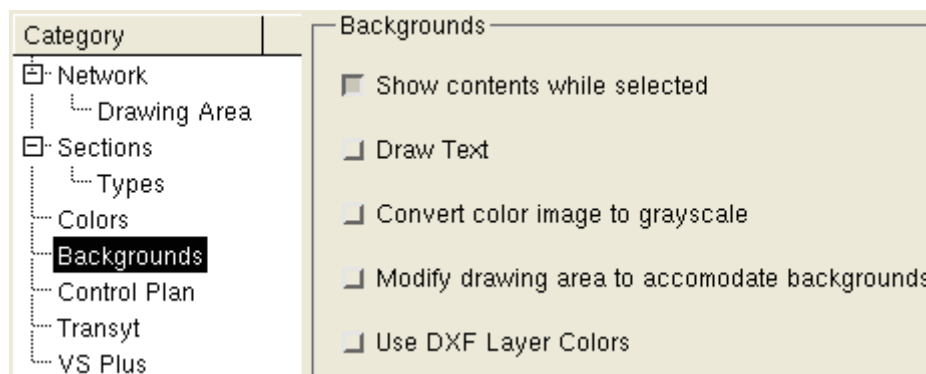 Category
Network
Drawing Area
Sections
Types
Colors
Backgrounds
Control Plan
Transyt
VS Plus
Backgrounds
Show contents while selected
Draw Text
Convert color image to grayscale
Modify drawing area to accomodate backgrounds
Use DXF Layer Colors